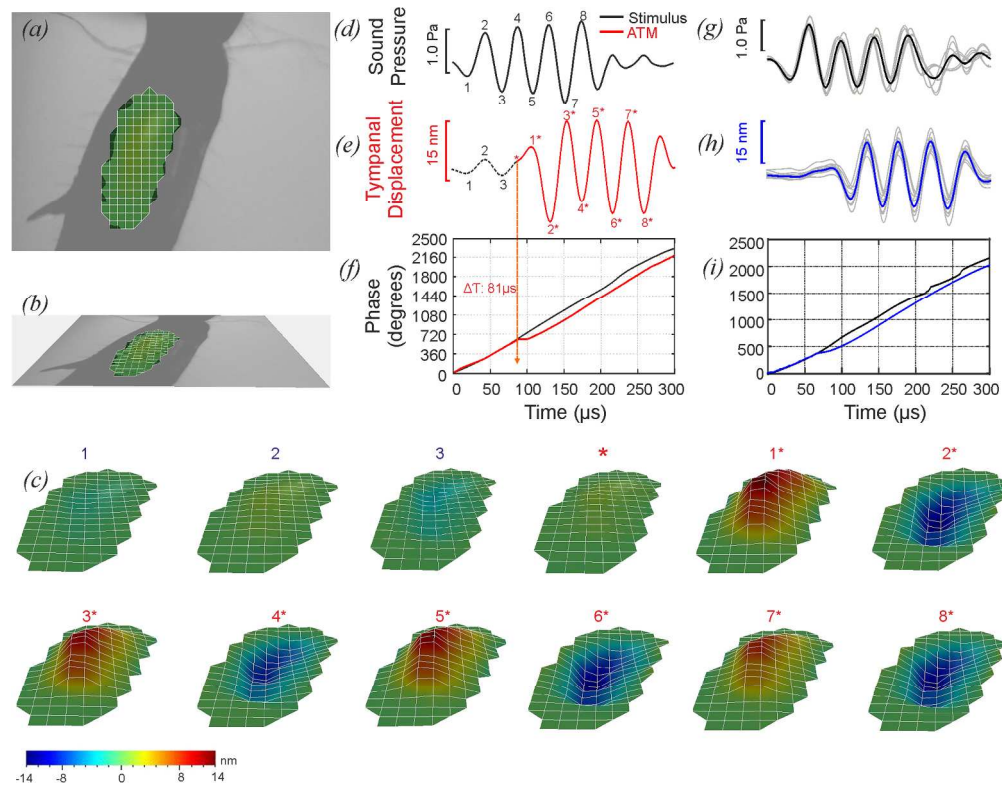 (a)
(b)
(d)
1.0 Pa
Sound
Pressure
1 2 3 4 5 6 7 8
Stimulus
ATM
(e)
15 nm
Tympanal
Displacement
1 2 3 * 1* 2* 3* 4* 5* 6* 7* 8*
(f)
Phase
(degrees)
2500
2160
1800
1440
1080
720
360
0
ΔT: 81µs
0 50 100 150 200 250 300
Time (µs)
(g)
1.0 Pa
(h)
15 nm
(i)
2500
2000
1500
1000
500
0
0 50 100 150 200 250 300
Time (µs)
(c)
1 2 3 * 1* 2*
3* 4* 5* 6* 7* 8*
nm
-14 -8 0 8 14